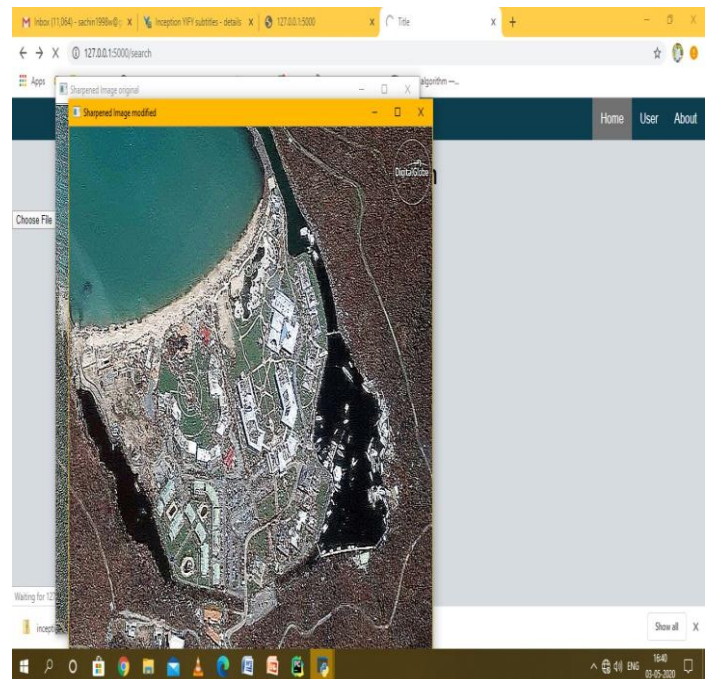 Inbox (11,064) - sachin1998w@g
Inception YIFY subtitles - details
127.0.0.1:5000
Title
127.0.0.1:5000/search
Apps
algorithm —...
Sharpened Image original
Sharpened Image modified
Home
User
About
DigitalGlobe
Choose File
Waiting for 127
incepti
Show all
ENG
16:40
03-05-2020